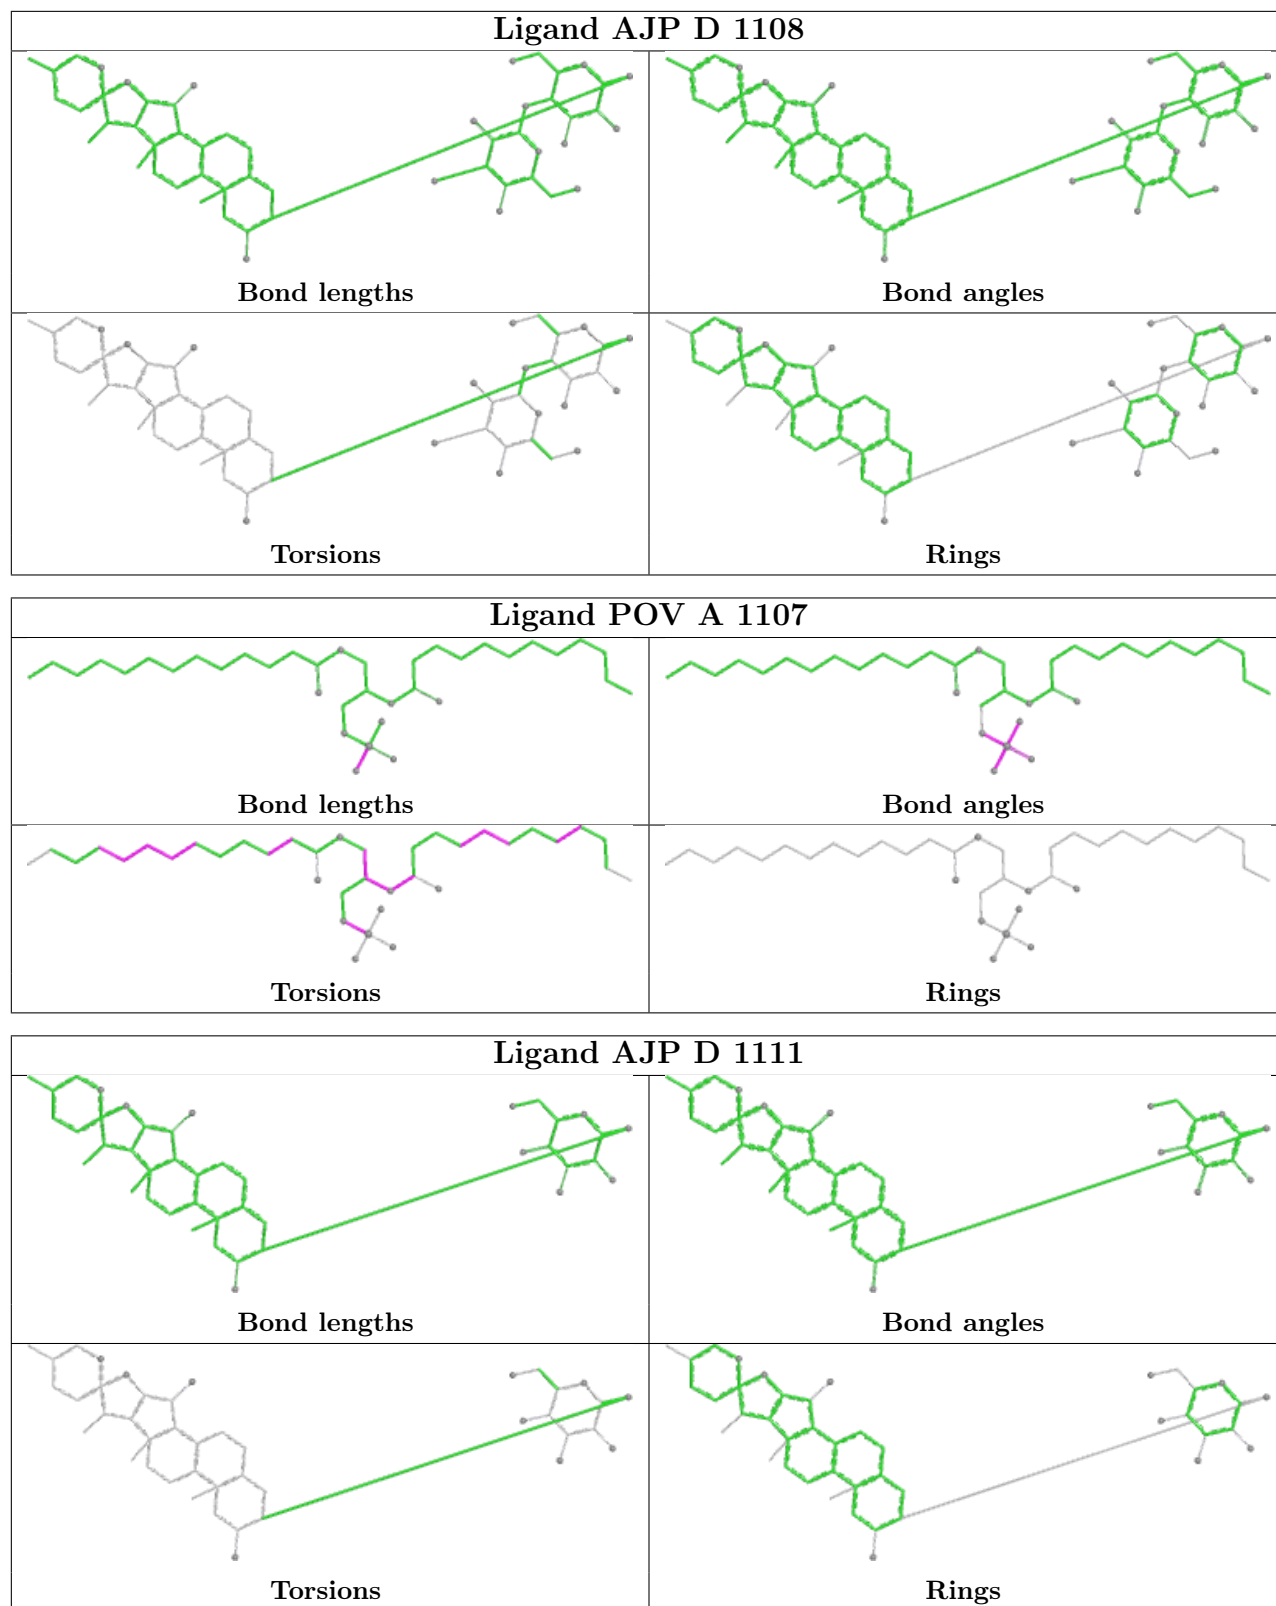 Ligand AJP D 1108
Bond lengths
Bond angles
Torsions
Rings
Ligand POV A 1107
Bond lengths
Bond angles
Torsions
Rings
Ligand AJP D 1111
Bond lengths
Bond angles
Torsions
Rings